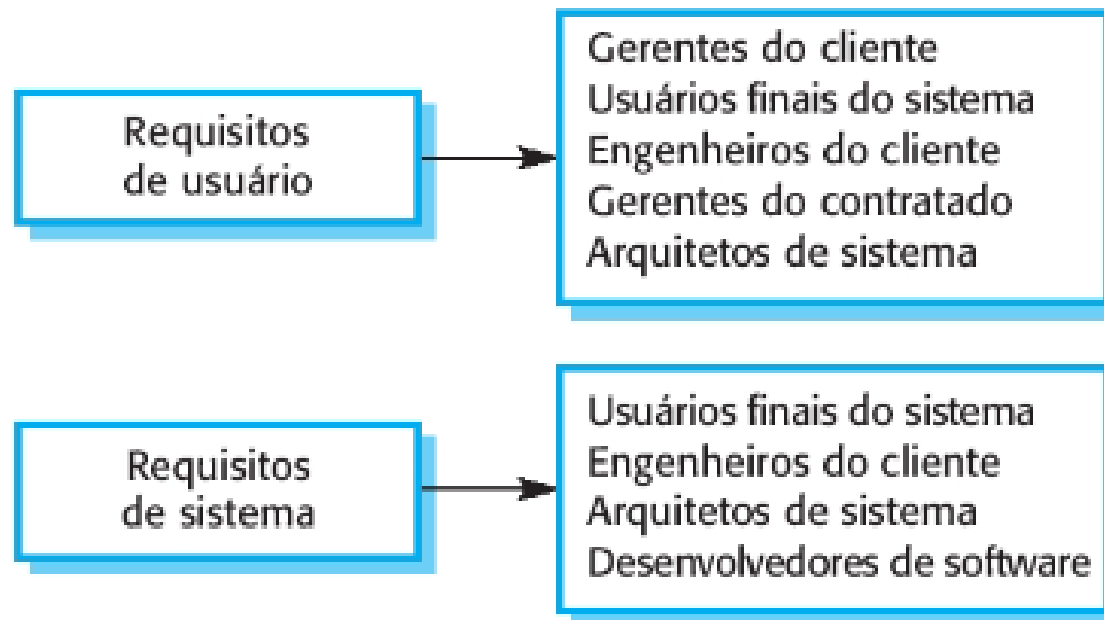 Requisitos
de usuário
Gerentes do cliente
Usuários finais do sistema
Engenheiros do cliente
Gerentes do contratado
Arquitetos de sistema
Requisitos
de sistema
Usuários finais do sistema
Engenheiros do cliente
Arquitetos de sistema
Desenvolvedores de software